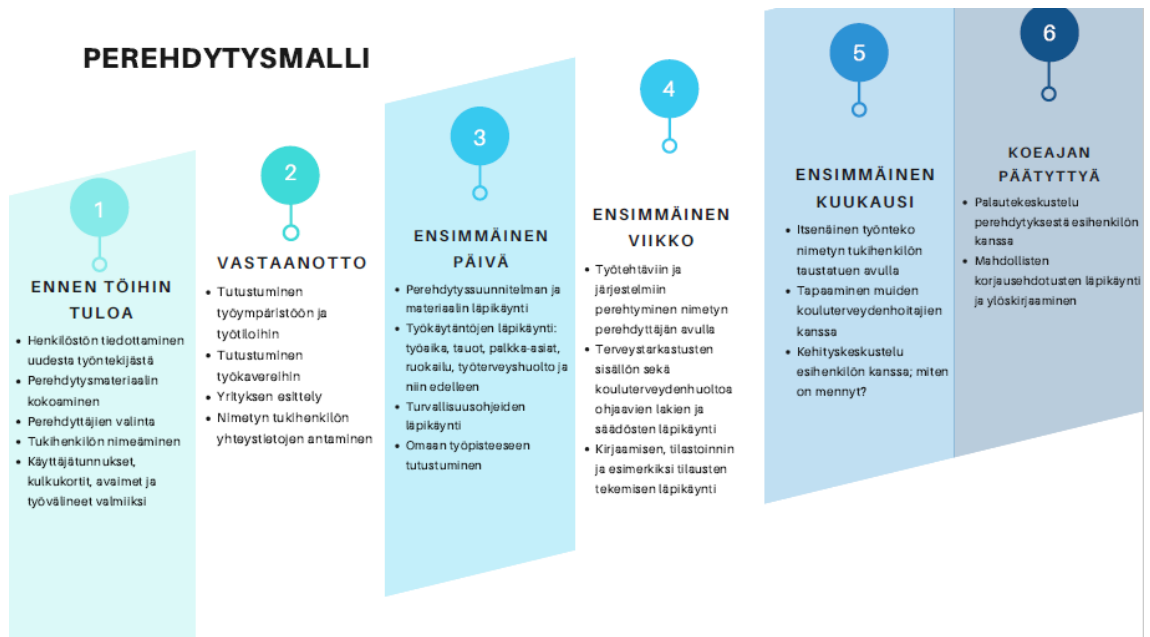 PEREHDYTYSMALLI
1
ENNEN TÖIHIN
TULOA
• Henkilöstön tiedottaminen
uudesta työntekijästä
• Perehdytysmateriaalin
kokoaminen
• Perehdyttäjien valinta
• Tukihenkilön nimeäminen
• Käyttäjätunnukset,
kulkukortit, avaimet ja
työvälineet valmiiksi
2
VASTAANOTTO
• Tutustuminen
työympäristöön ja
työtiloihin
• Tutustuminen
työkavereihin
• Yrityksen esittely
• Nimetyn tukihenkilön
yhteystietojen antaminen
3
ENSIMMÄINEN
PÄIVÄ
• Perehdytyssuunnitelman ja
materiaalin läpikäynti
• Työkäytäntöjen läpikäynti:
työaika, tauot, palkka-asiat,
ruokailu, työterveyshuolto ja
niin edelleen
• Turvallisuusohjeiden
läpikäynti
• Omaan työpisteeseen
tutustuminen
4
ENSIMMÄINEN
VIIKKO
• Työtehtäviin ja
järjestelmiin
perehtyminen nimetyn
perehdyttäjän avulla
• Terveystarkastusten
sisällön sekä
kouluterveydenhuoltoa
ohjaavien lakien ja
säädösten läpikäynti
• Kirjaamisen, tilastoinnin
ja esimerkiksi tilausten
tekemisen läpikäynti
5
ENSIMMÄINEN
KUUKAUSI
• Itsenäinen työnteko
nimetyn tukihenkilön
taustatuen avulla
• Tapaaminen muiden
kouluterveydenhoitajien
kanssa
• Kehityskeskustelu
esihenkilön kanssa; miten
on mennyt?
6
KOEAJAN
PÄÄTYTTYÄ
• Palautekeskustelu
perehdytyksestä esihenkilön
kanssa
• Mahdollisten
korjausehdotusten läpikäynti
ja ylöskirjaaminen